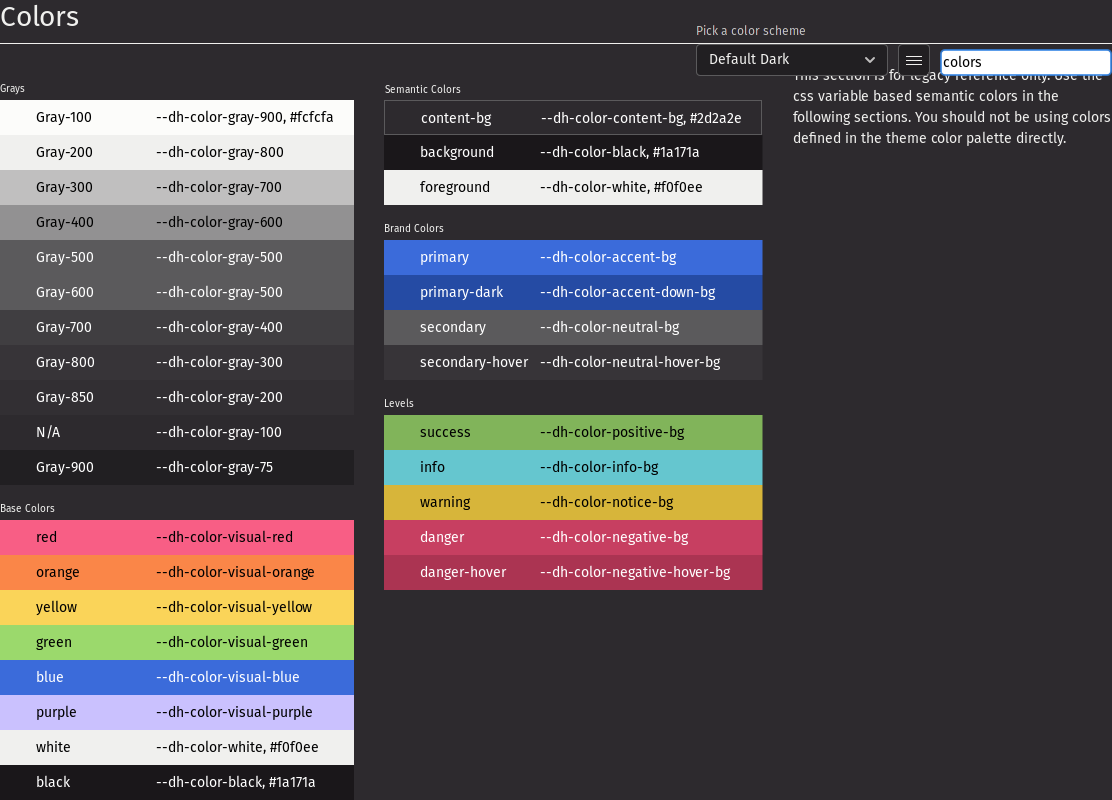 Colors
Pick a color scheme
Default Dark
colors
Grays
Gray-100 --dh-color-gray-900, #fcfcfa
Gray-200 --dh-color-gray-800
Gray-300 --dh-color-gray-700
Gray-400 --dh-color-gray-600
Gray-500 --dh-color-gray-500
Gray-600 --dh-color-gray-500
Gray-700 --dh-color-gray-400
Gray-800 --dh-color-gray-300
Gray-850 --dh-color-gray-200
N/A --dh-color-gray-100
Gray-900 --dh-color-gray-75
Base Colors
red --dh-color-visual-red
orange --dh-color-visual-orange
yellow --dh-color-visual-yellow
green --dh-color-visual-green
blue --dh-color-visual-blue
purple --dh-color-visual-purple
white --dh-color-white, #f0f0ee
black --dh-color-black, #1a171a
Semantic Colors
content-bg --dh-color-content-bg, #2d2a2e
background --dh-color-black, #1a171a
foreground --dh-color-white, #f0f0ee
Brand Colors
primary --dh-color-accent-bg
primary-dark --dh-color-accent-down-bg
secondary --dh-color-neutral-bg
secondary-hover --dh-color-neutral-hover-bg
Levels
success --dh-color-positive-bg
info --dh-color-info-bg
warning --dh-color-notice-bg
danger --dh-color-negative-bg
danger-hover --dh-color-negative-hover-bg
This section is for legacy reference only. Use the
css variable based semantic colors in the
following sections. You should not be using colors
defined in the theme color palette directly.